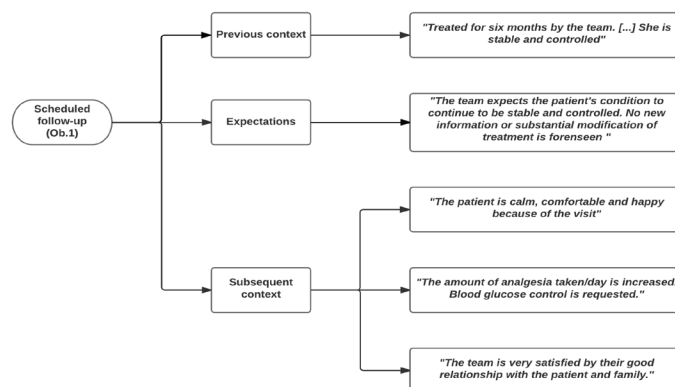 Previous context
"Treated for six months by the team. [...] She is
stable and controlled"
Scheduled
follow-up
(Ob.1)
Expectations
"The team expects the patient's condition to
continue to be stable and controlled. No new
information or substantial modification of
treatment is forenseen "
"The patient is calm, comfortable and happy
because of the visit"
Subsequent
context
"The amount of analgesia taken/day is increased.
Blood glucose control is requested."
"The team is very satisfied by their good
relationship with the patient and family."